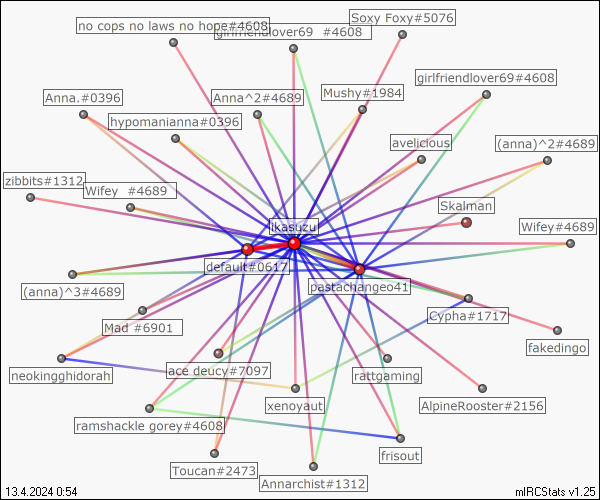 Soxy Foxy#5076
no cops no laws no hope#4608
girlfriendlover69 #4608
girlfriendlover69#4608
Anna.#0396
Anna^2#4689
Mushy#1984
hypomanianna#0396
avelicious
(anna)^2#4689
zibbits#1312
Wifey #4689
Skalman
ikasuzu
Wifey#4689
default#0617
pastachangeo41
(anna)^3#4689
Cypha#1717
Mad #6901
fakedingo
neokingghidorah
ace deucy#7097
rattgaming
xenoyaut
AlpineRooster#2156
ramshackle gorey#4608
frisout
Toucan#2473
Annarchist#1312
13.4.2024 0:54
mIRCStats v1.25